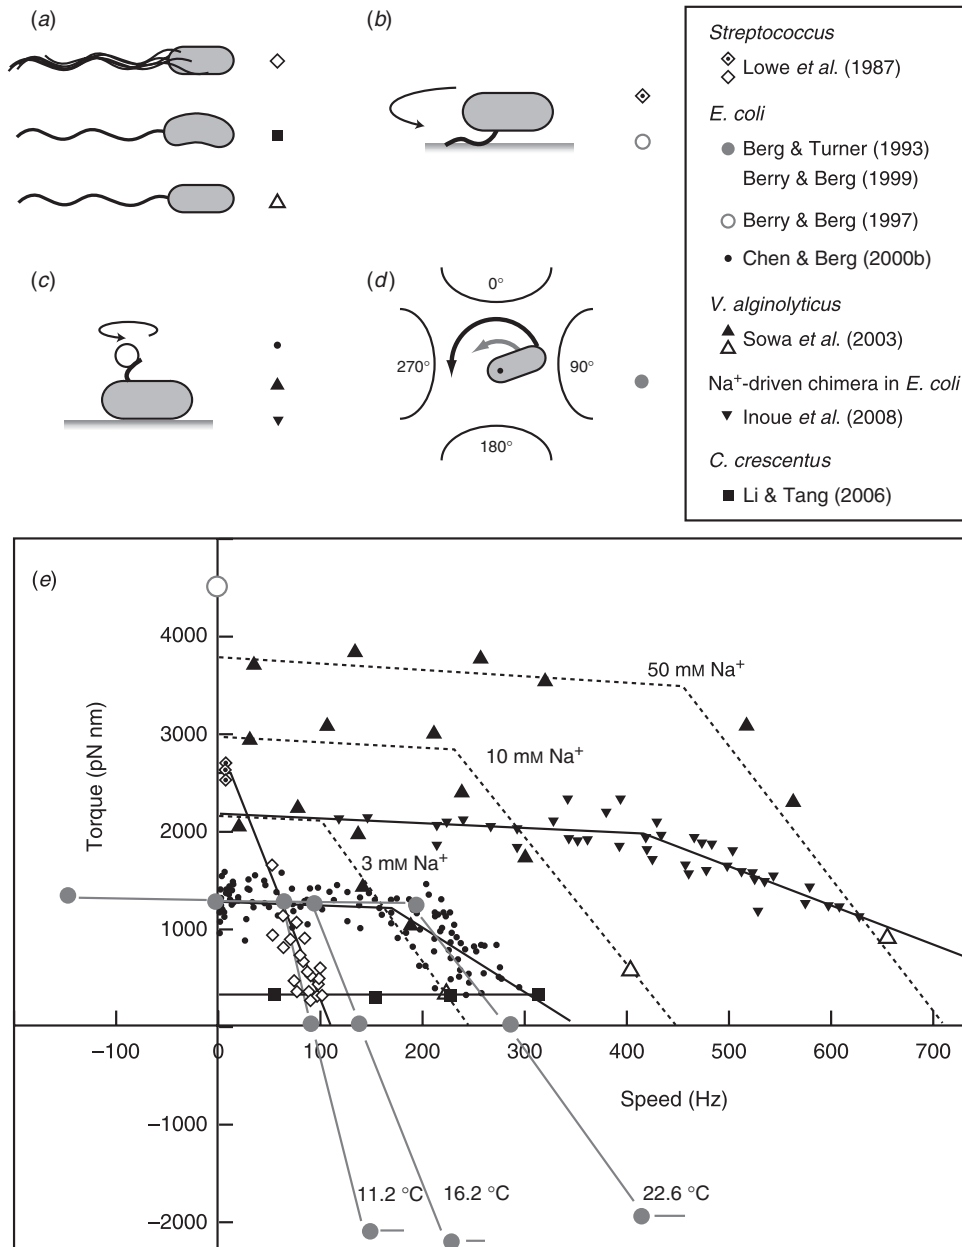 (a)
(b)
Streptococcus
Lowe et al. (1987)
E. coli
Berg & Turner (1993)
Berry & Berg (1999)
Berry & Berg (1997)
Chen & Berg (2000b)
V. alginolyticus
Sowa et al. (2003)
Na⁺-driven chimera in E. coli
Inoue et al. (2008)
C. crescentus
Li & Tang (2006)
(c)
(d)
0°
270°
90°
180°
(e)
4000
50 mM Na⁺
3000
10 mM Na⁺
Torque (pN nm)
2000
3 mM Na⁺
1000
−100
0
100
200
300
400
500
600
700
Speed (Hz)
−1000
11.2 °C
16.2 °C
22.6 °C
−2000